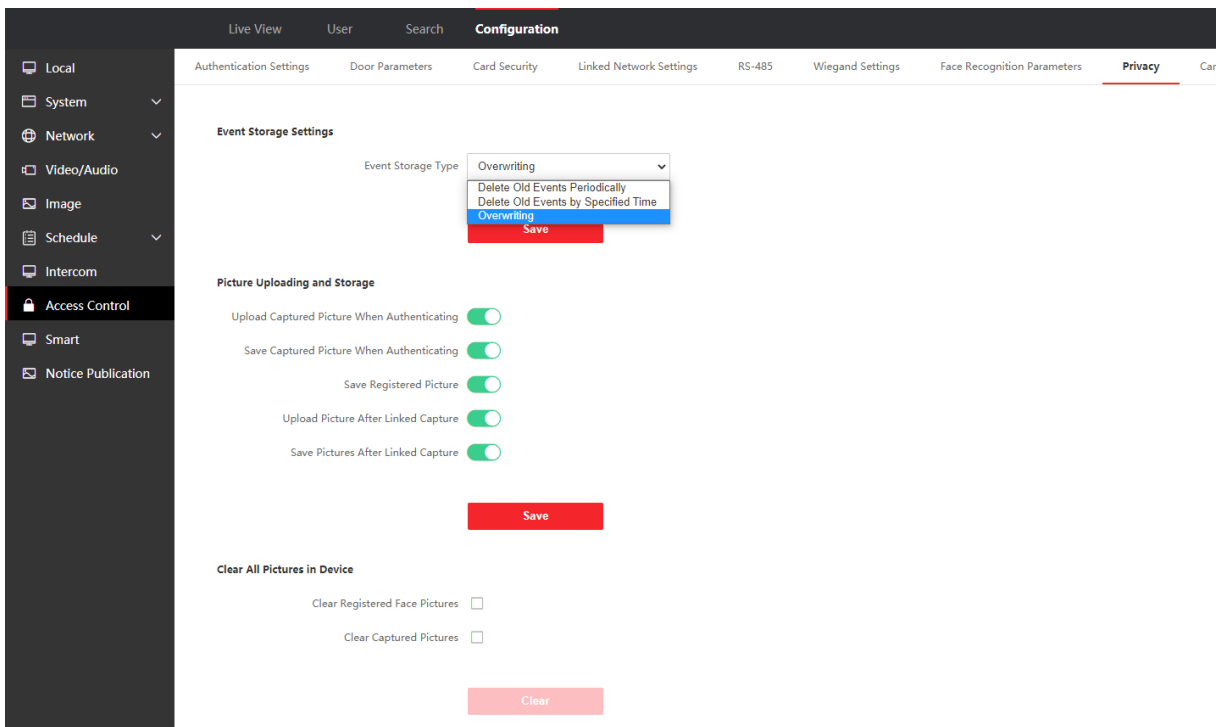 Live View User Search Configuration
Local
System
Network
Video/Audio
Image
Schedule
Intercom
Access Control
Smart
Notice Publication
Authentication Settings Door Parameters Card Security Linked Network Settings RS-485 Wiegand Settings Face Recognition Parameters Privacy Car
Event Storage Settings
Event Storage Type Overwriting
Delete Old Events Periodically
Delete Old Events by Specified Time
Overwriting
Save
Picture Uploading and Storage
Upload Captured Picture When Authenticating
Save Captured Picture When Authenticating
Save Registered Picture
Upload Picture After Linked Capture
Save Pictures After Linked Capture
Save
Clear All Pictures in Device
Clear Registered Face Pictures
Clear Captured Pictures
Clear